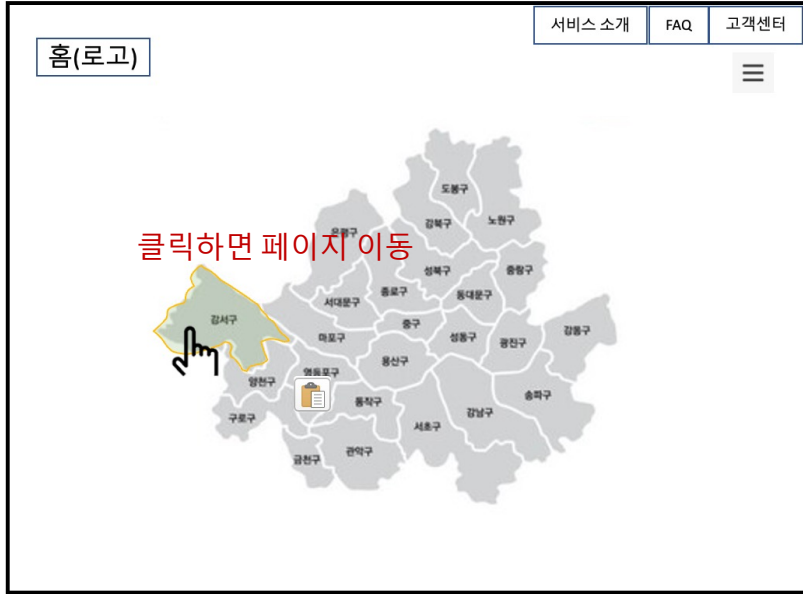 서비스 소개
FAQ
고객센터
홈(로고)
도봉구
노원구
강북구
은평구
클릭하면 페이지 이동
성북구
중랑구
종로구
동대문구
서대문구
강서구
중구
마포구
성동구
광진구
강동구
용산구
영등포구
양천구
동작구
송파구
강남구
구로구
서초구
관악구
금천구